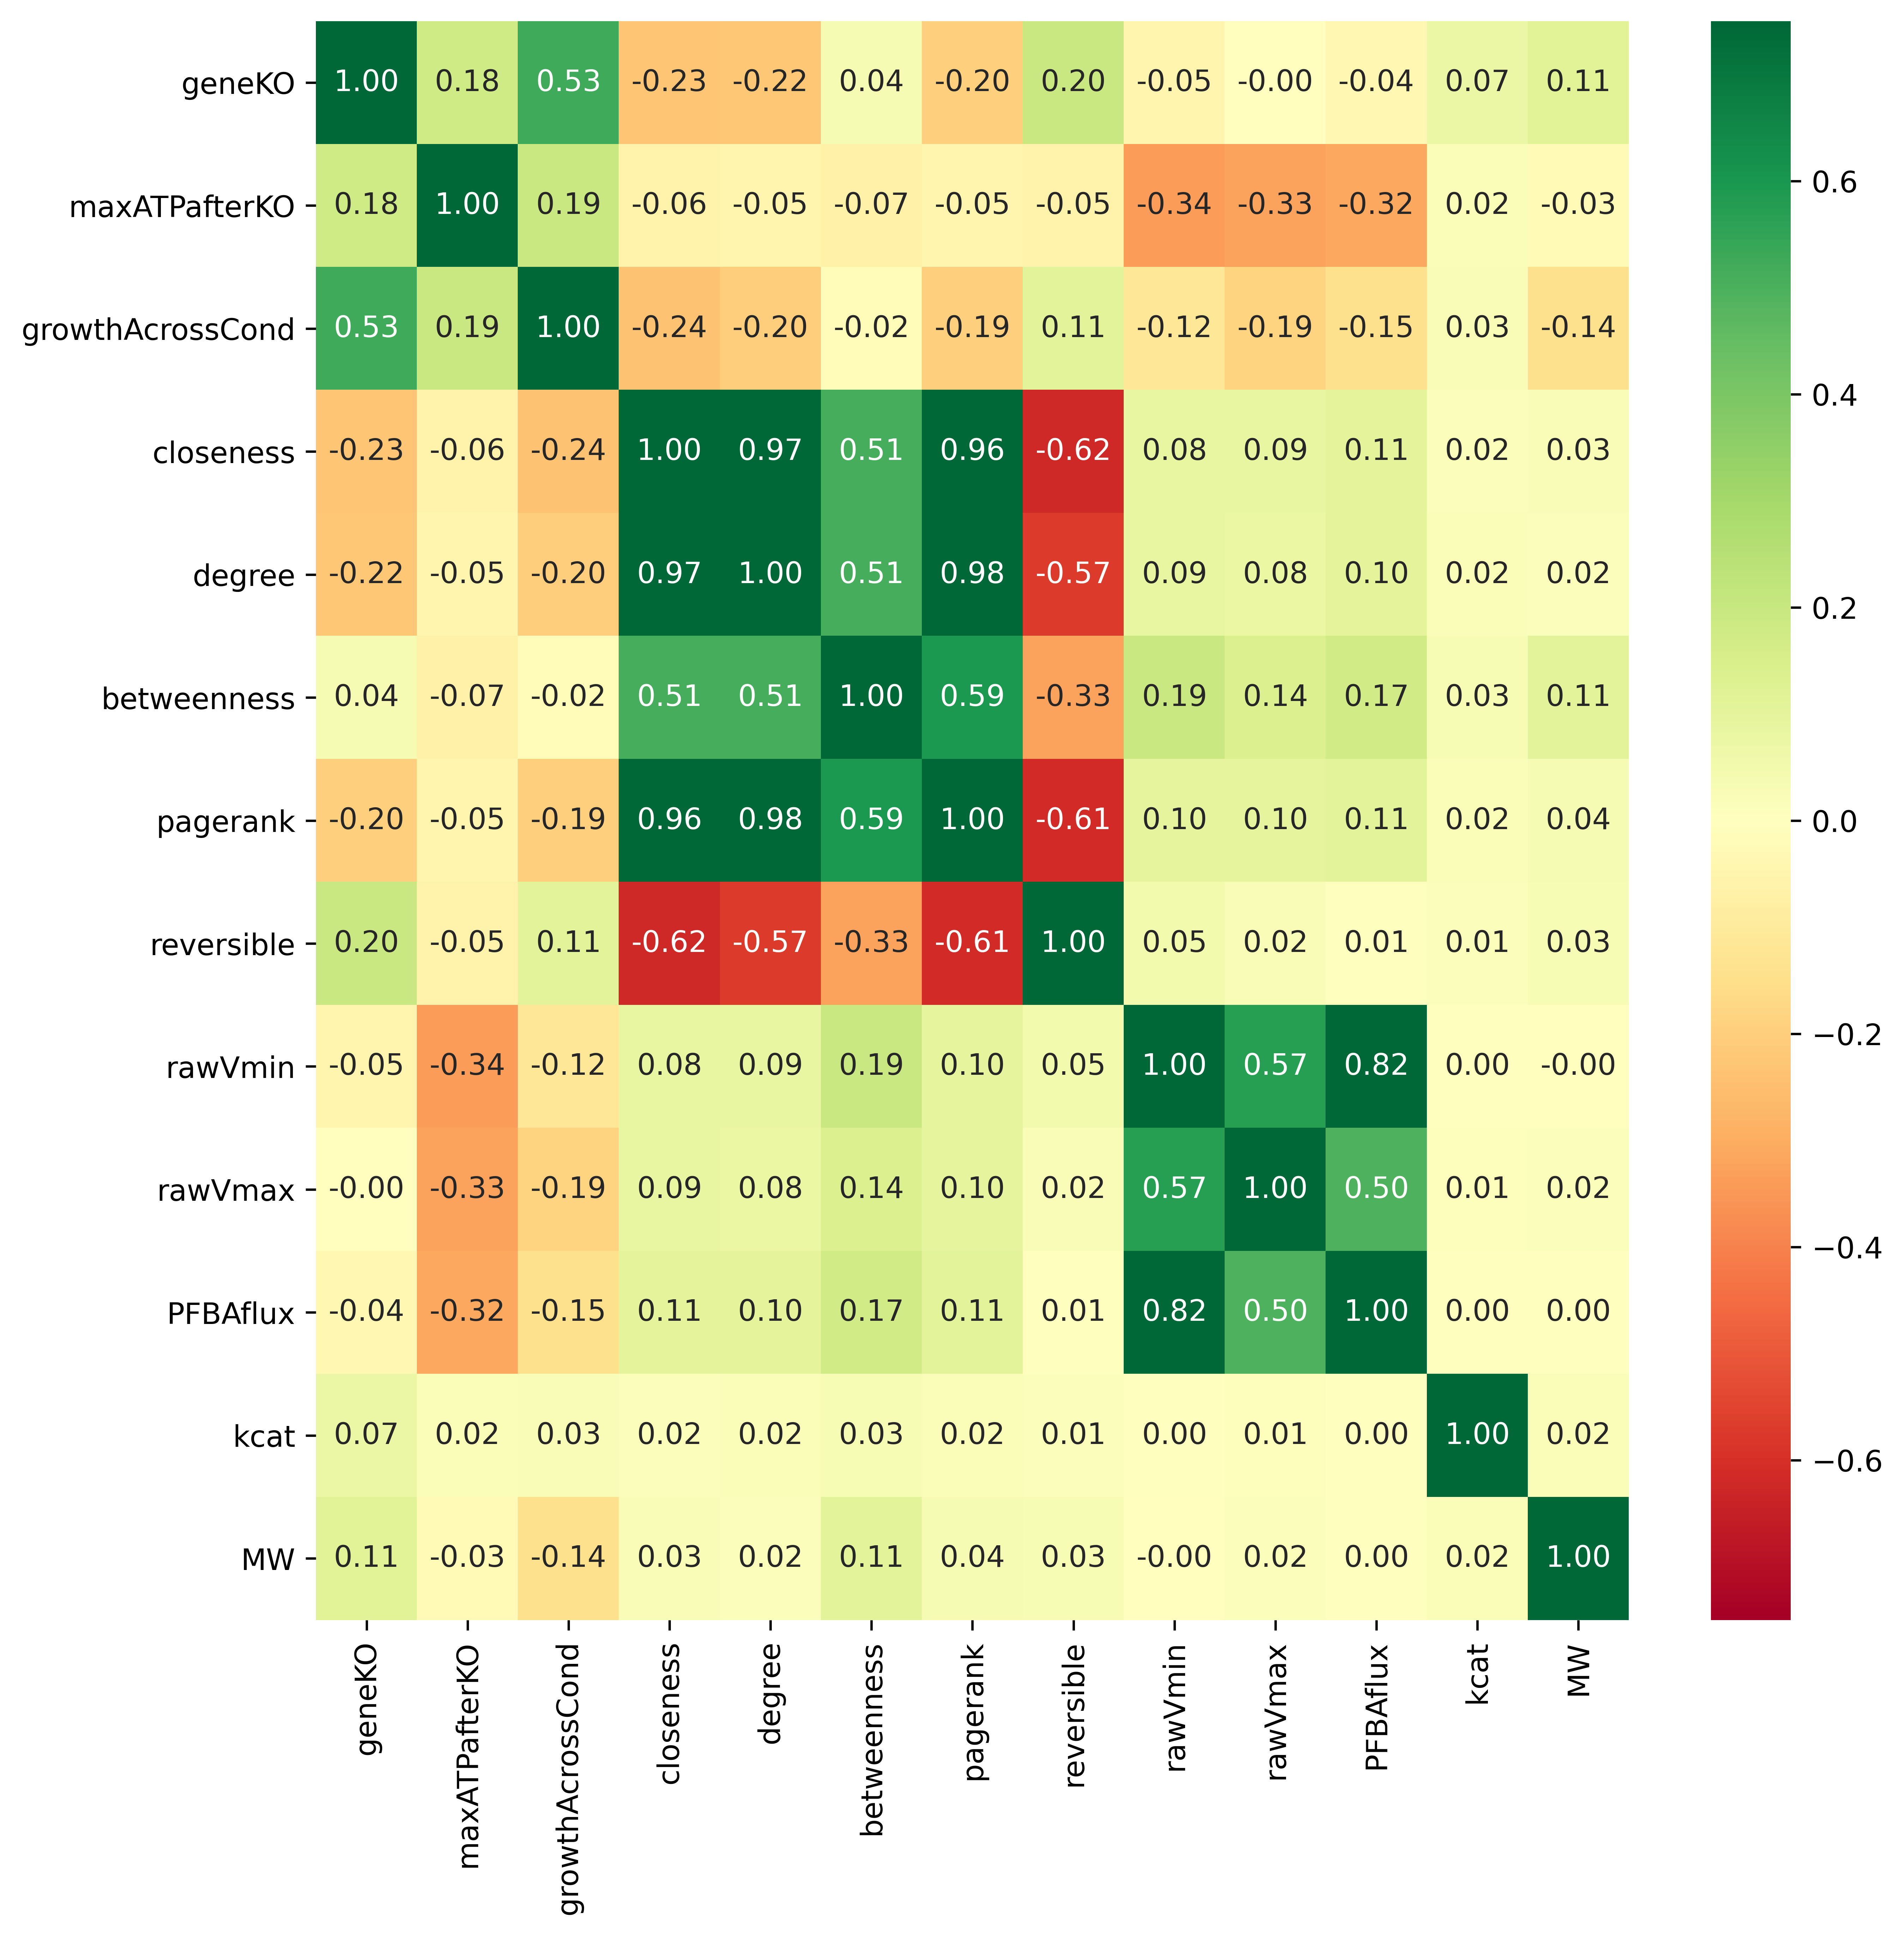 geneKO 1.00 0.18 0.53 -0.23 -0.22 0.04 -0.20 0.20 -0.05 -0.00 -0.04 0.07 0.11
maxATPafterKO 0.18 1.00 0.19 -0.06 -0.05 -0.07 -0.05 -0.05 -0.34 -0.33 -0.32 0.02 -0.03
growthAcrossCond 0.53 0.19 1.00 -0.24 -0.20 -0.02 -0.19 0.11 -0.12 -0.19 -0.15 0.03 -0.14
closeness -0.23 -0.06 -0.24 1.00 0.97 0.51 0.96 -0.62 0.08 0.09 0.11 0.02 0.03
degree -0.22 -0.05 -0.20 0.97 1.00 0.51 0.98 -0.57 0.09 0.08 0.10 0.02 0.02
betweenness 0.04 -0.07 -0.02 0.51 0.51 1.00 0.59 -0.33 0.19 0.14 0.17 0.03 0.11
pagerank -0.20 -0.05 -0.19 0.96 0.98 0.59 1.00 -0.61 0.10 0.10 0.11 0.02 0.04
reversible 0.20 -0.05 0.11 -0.62 -0.57 -0.33 -0.61 1.00 0.05 0.02 0.01 0.01 0.03
rawVmin -0.05 -0.34 -0.12 0.08 0.09 0.19 0.10 0.05 1.00 0.57 0.82 0.00 -0.00
rawVmax -0.00 -0.33 -0.19 0.09 0.08 0.14 0.10 0.02 0.57 1.00 0.50 0.01 0.02
PFBAflux -0.04 -0.32 -0.15 0.11 0.10 0.17 0.11 0.01 0.82 0.50 1.00 0.00 0.00
kcat 0.07 0.02 0.03 0.02 0.02 0.03 0.02 0.01 0.00 0.01 0.00 1.00 0.02
MW 0.11 -0.03 -0.14 0.03 0.02 0.11 0.04 0.03 -0.00 0.02 0.00 0.02 1.00
geneKO
maxATPafterKO
growthAcrossCond
closeness
degree
betweenness
pagerank
reversible
rawVmin
rawVmax
PFBAflux
kcat
MW
0.6
0.4
0.2
0.0
−0.2
−0.4
−0.6